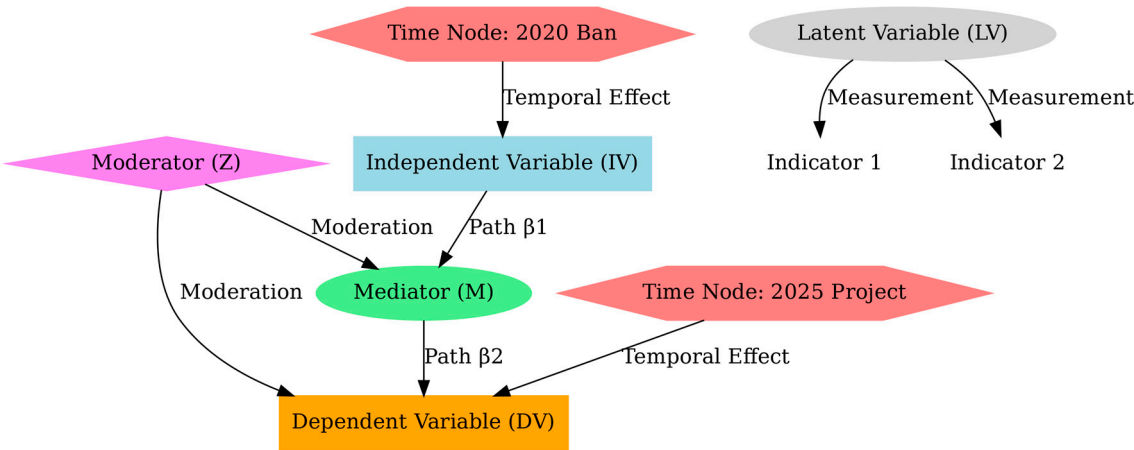 Time Node: 2020 Ban
Latent Variable (LV)
Temporal Effect
Measurement
Measurement
Moderator (Z)
Independent Variable (IV)
Indicator 1
Indicator 2
Moderation
Path β1
Moderation
Mediator (M)
Time Node: 2025 Project
Path β2
Temporal Effect
Dependent Variable (DV)